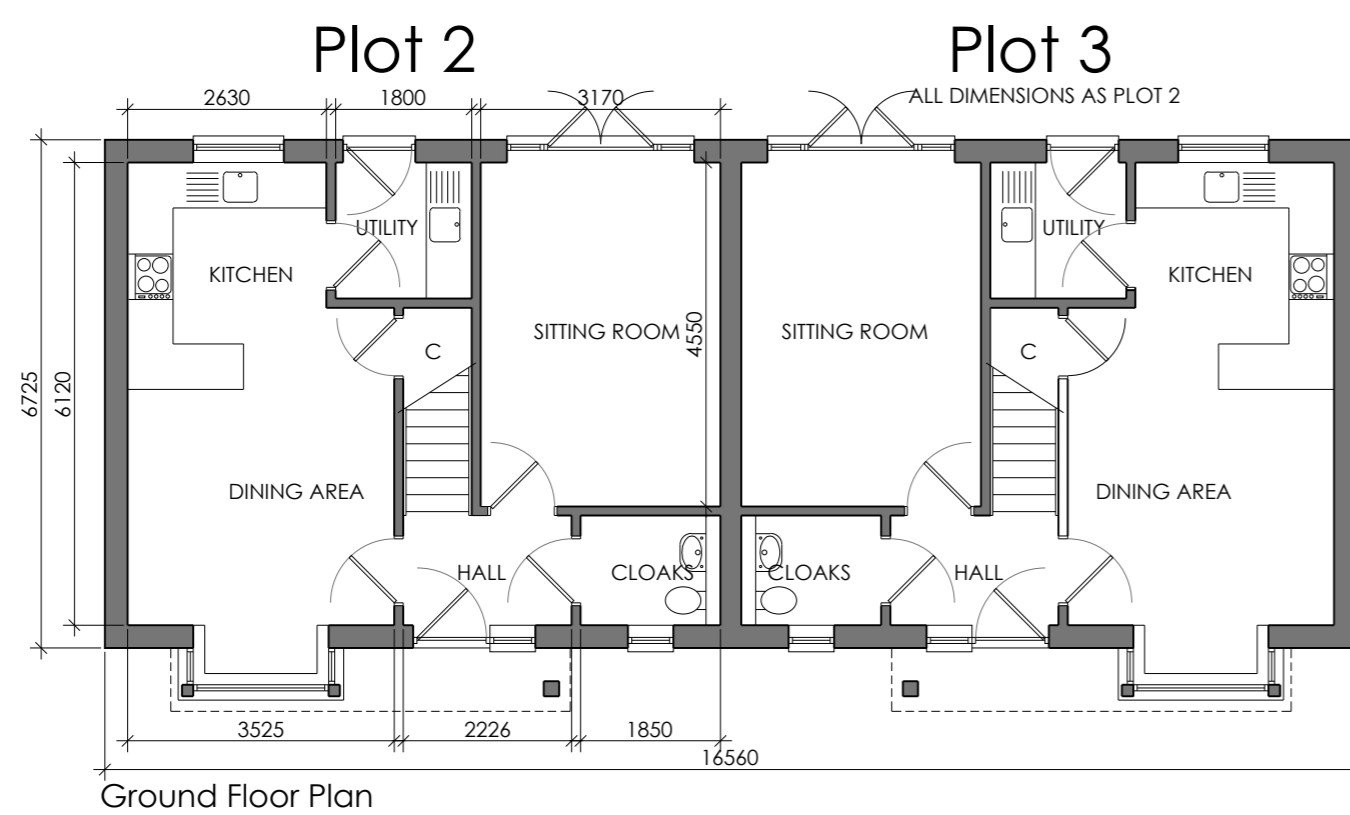 Plot 2
Plot 3
ALL DIMENSIONS AS PLOT 2
2630
1800
3170
UTILITY
UTILITY
KITCHEN
KITCHEN
SITTING ROOM
SITTING ROOM
4550
C
C
6725
6120
DINING AREA
DINING AREA
HALL
CLOAKS
CLOAKS
HALL
3525
2226
1850
16560
Ground Floor Plan